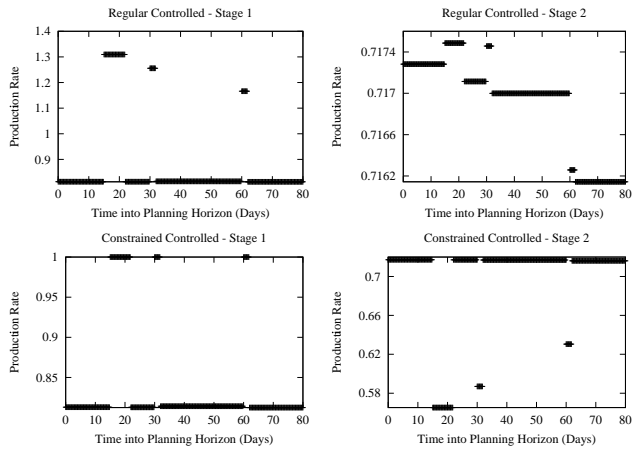 Regular Controlled - Stage 1
1.4
1.3
1.2
1.1
1
0.9
Production Rate
0 10 20 30 40 50 60 70 80
Time into Planning Horizon (Days)
Regular Controlled - Stage 2
0.7174
0.717
0.7166
0.7162
Production Rate
0 10 20 30 40 50 60 70 80
Time into Planning Horizon (Days)
Constrained Controlled - Stage 1
1
0.95
0.9
0.85
Production Rate
0 10 20 30 40 50 60 70 80
Time into Planning Horizon (Days)
Constrained Controlled - Stage 2
0.7
0.66
0.62
0.58
Production Rate
0 10 20 30 40 50 60 70 80
Time into Planning Horizon (Days)